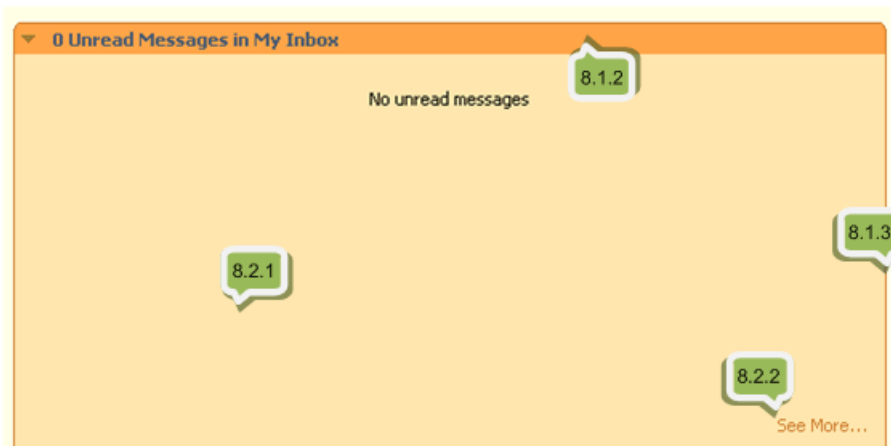 0 Unread Messages in My Inbox
8.1.2
No unread messages
8.1.3
8.2.1
8.2.2
See More...